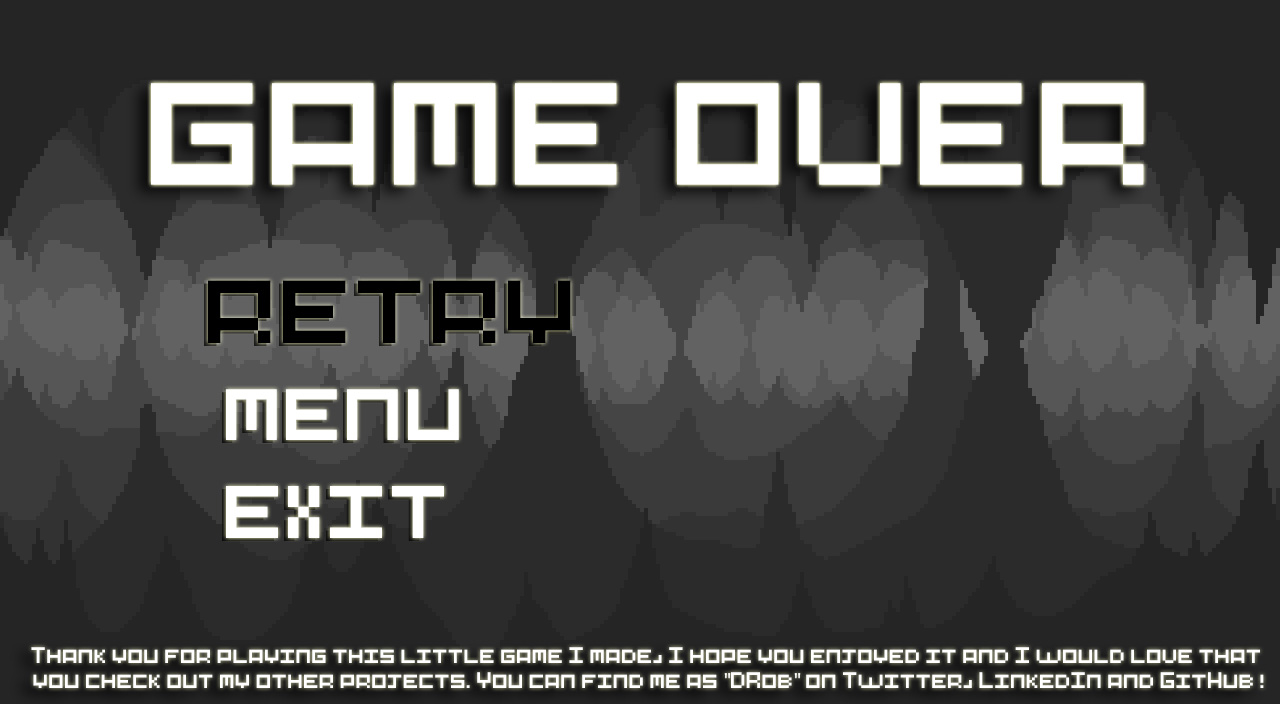 GAME OVER
RETRY
MENU
EXIT
Thank you for playing this little game I made, I hope you enjoyed it and I would love that
you check out my other projects. You can find me as "DRob" on Twitter, LinkedIn and GitHub!